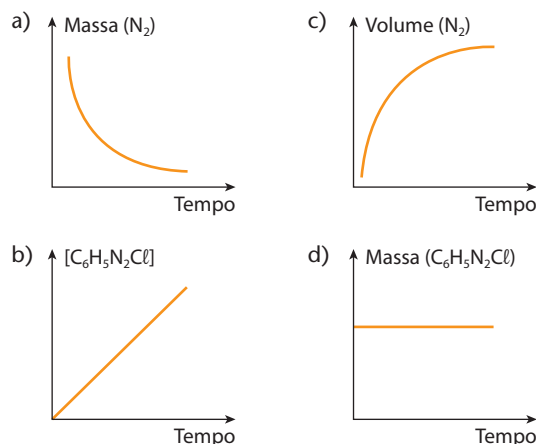 a) Massa (N₂)
Tempo
c) Volume (N₂)
Tempo
b) [C₆H₅N₂Cℓ]
Tempo
d) Massa (C₆H₅N₂Cℓ)
Tempo